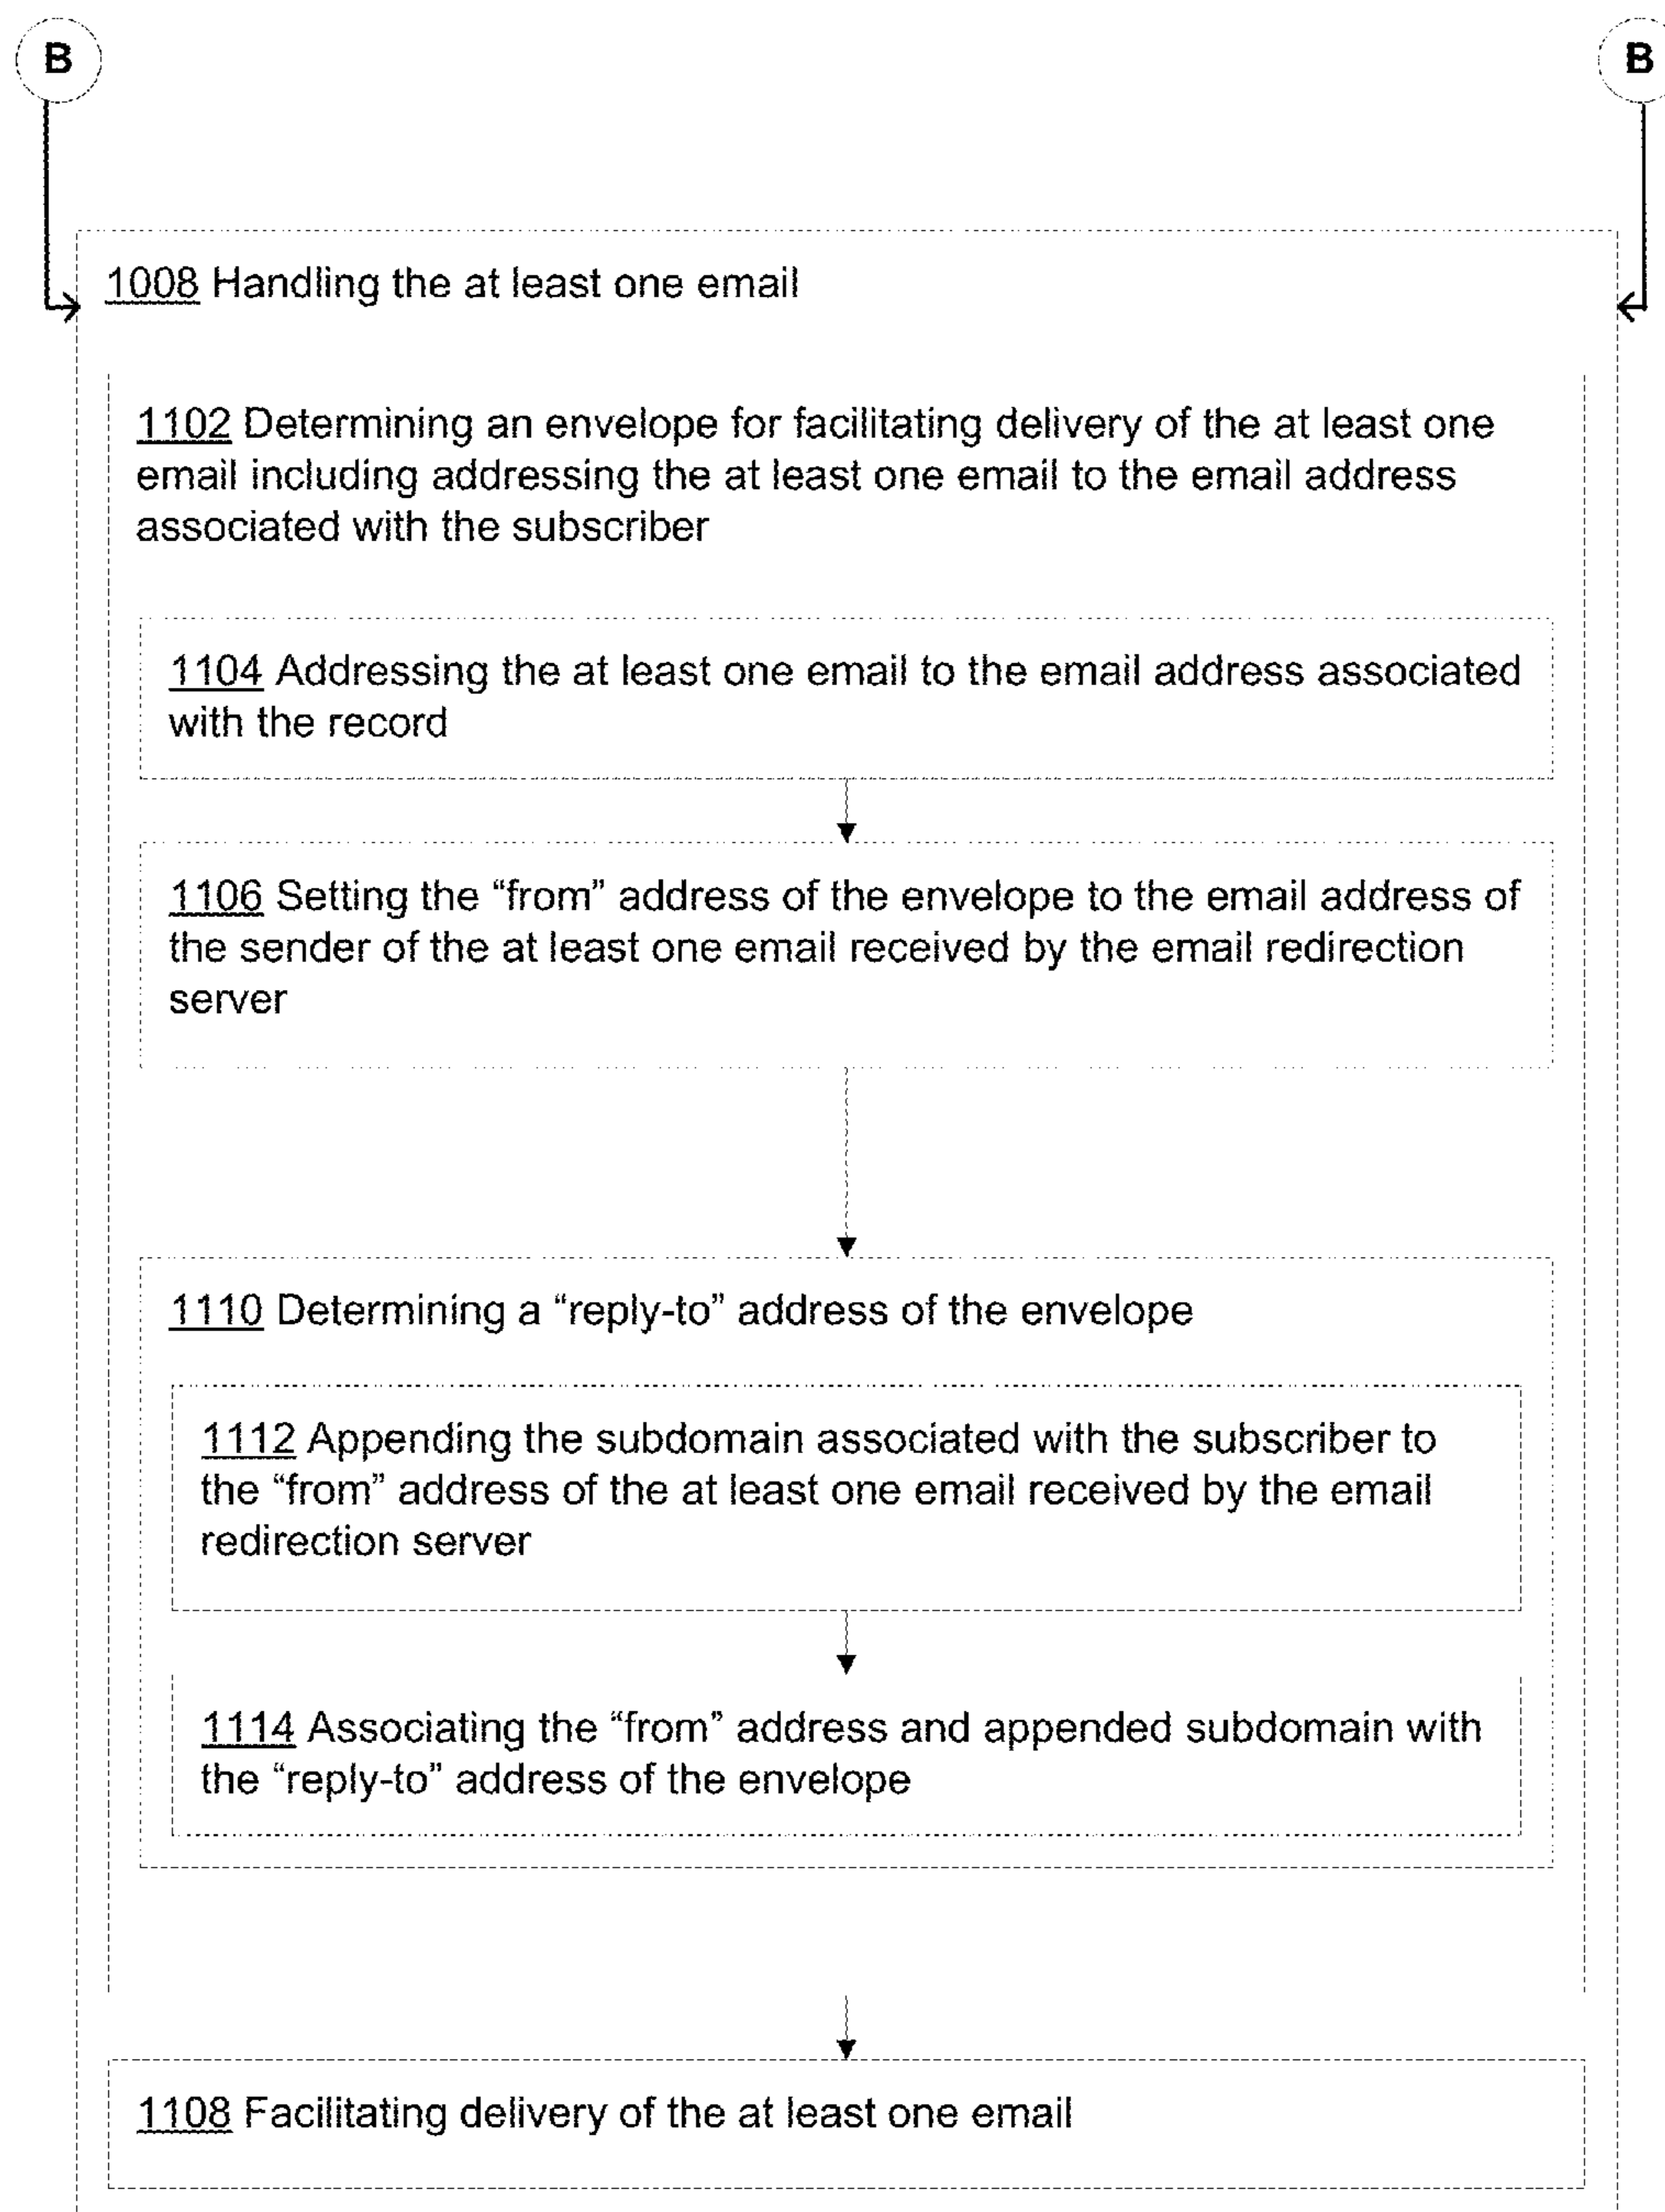 B
B
1008 Handling the at least one email
1102 Determining an envelope for facilitating delivery of the at least one
email including addressing the at least one email to the email address
associated with the subscriber
1104 Addressing the at least one email to the email address associated
with the record
1106 Setting the “from” address of the envelope to the email address of
the sender of the at least one email received by the email redirection
server
1110 Determining a “reply-to” address of the envelope
1112 Appending the subdomain associated with the subscriber to
the “from” address of the at least one email received by the email
redirection server
1114 Associating the “from” address and appended subdomain with
the “reply-to” address of the envelope
1108 Facilitating delivery of the at least one email